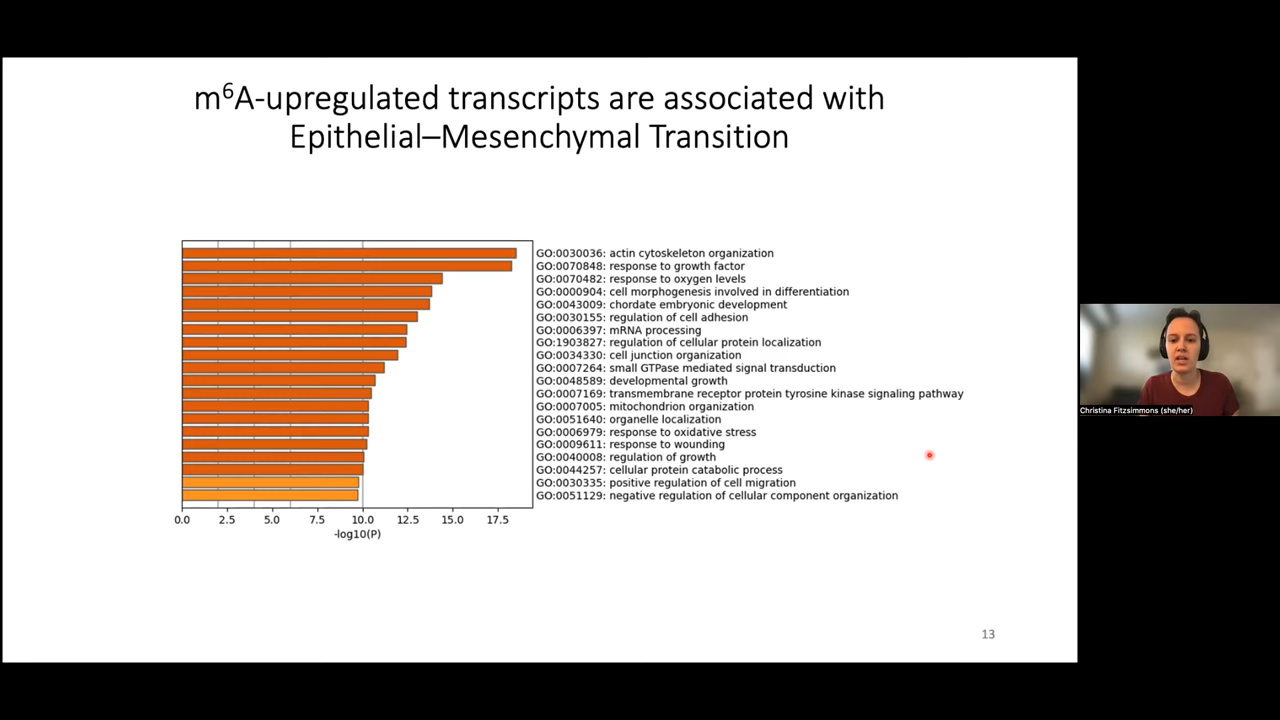 m⁶A-upregulated transcripts are associated with
Epithelial–Mesenchymal Transition
GO:0030036: actin cytoskeleton organization
GO:0070848: response to growth factor
GO:0070482: response to oxygen levels
GO:0000904: cell morphogenesis involved in differentiation
GO:0043009: chordate embryonic development
GO:0030155: regulation of cell adhesion
GO:0006397: mRNA processing
GO:1903827: regulation of cellular protein localization
GO:0034330: cell junction organization
GO:0007264: small GTPase mediated signal transduction
GO:0048589: developmental growth
GO:0007169: transmembrane receptor protein tyrosine kinase signaling pathway
GO:0007005: mitochondrion organization
GO:0051640: organelle localization
GO:0006979: response to oxidative stress
GO:0009611: response to wounding
GO:0040008: regulation of growth
GO:0044257: cellular protein catabolic process
GO:0030335: positive regulation of cell migration
GO:0051129: negative regulation of cellular component organization
0.0 2.5 5.0 7.5 10.0 12.5 15.0 17.5
-log10(P)
13
Christina Fitzsimmons (she/her)